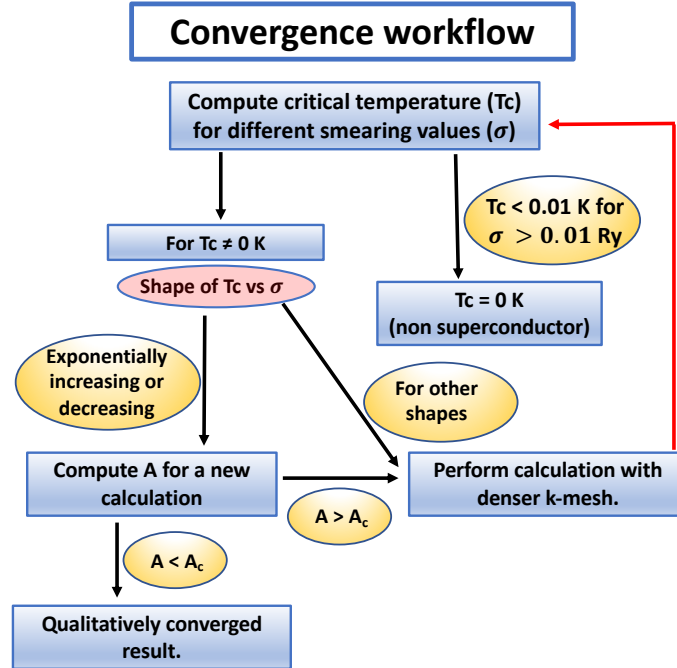 Convergence workflow
Compute critical temperature (Tc)
for different smearing values (σ)
Tc < 0.01 K for
σ > 0.01 Ry
For Tc ≠ 0 K
Shape of Tc vs σ
Tc = 0 K
(non superconductor)
Exponentially
increasing or
decreasing
For other
shapes
Compute A for a new
calculation
Perform calculation with
denser k-mesh.
A > Ac
A < Ac
Qualitatively converged
result.